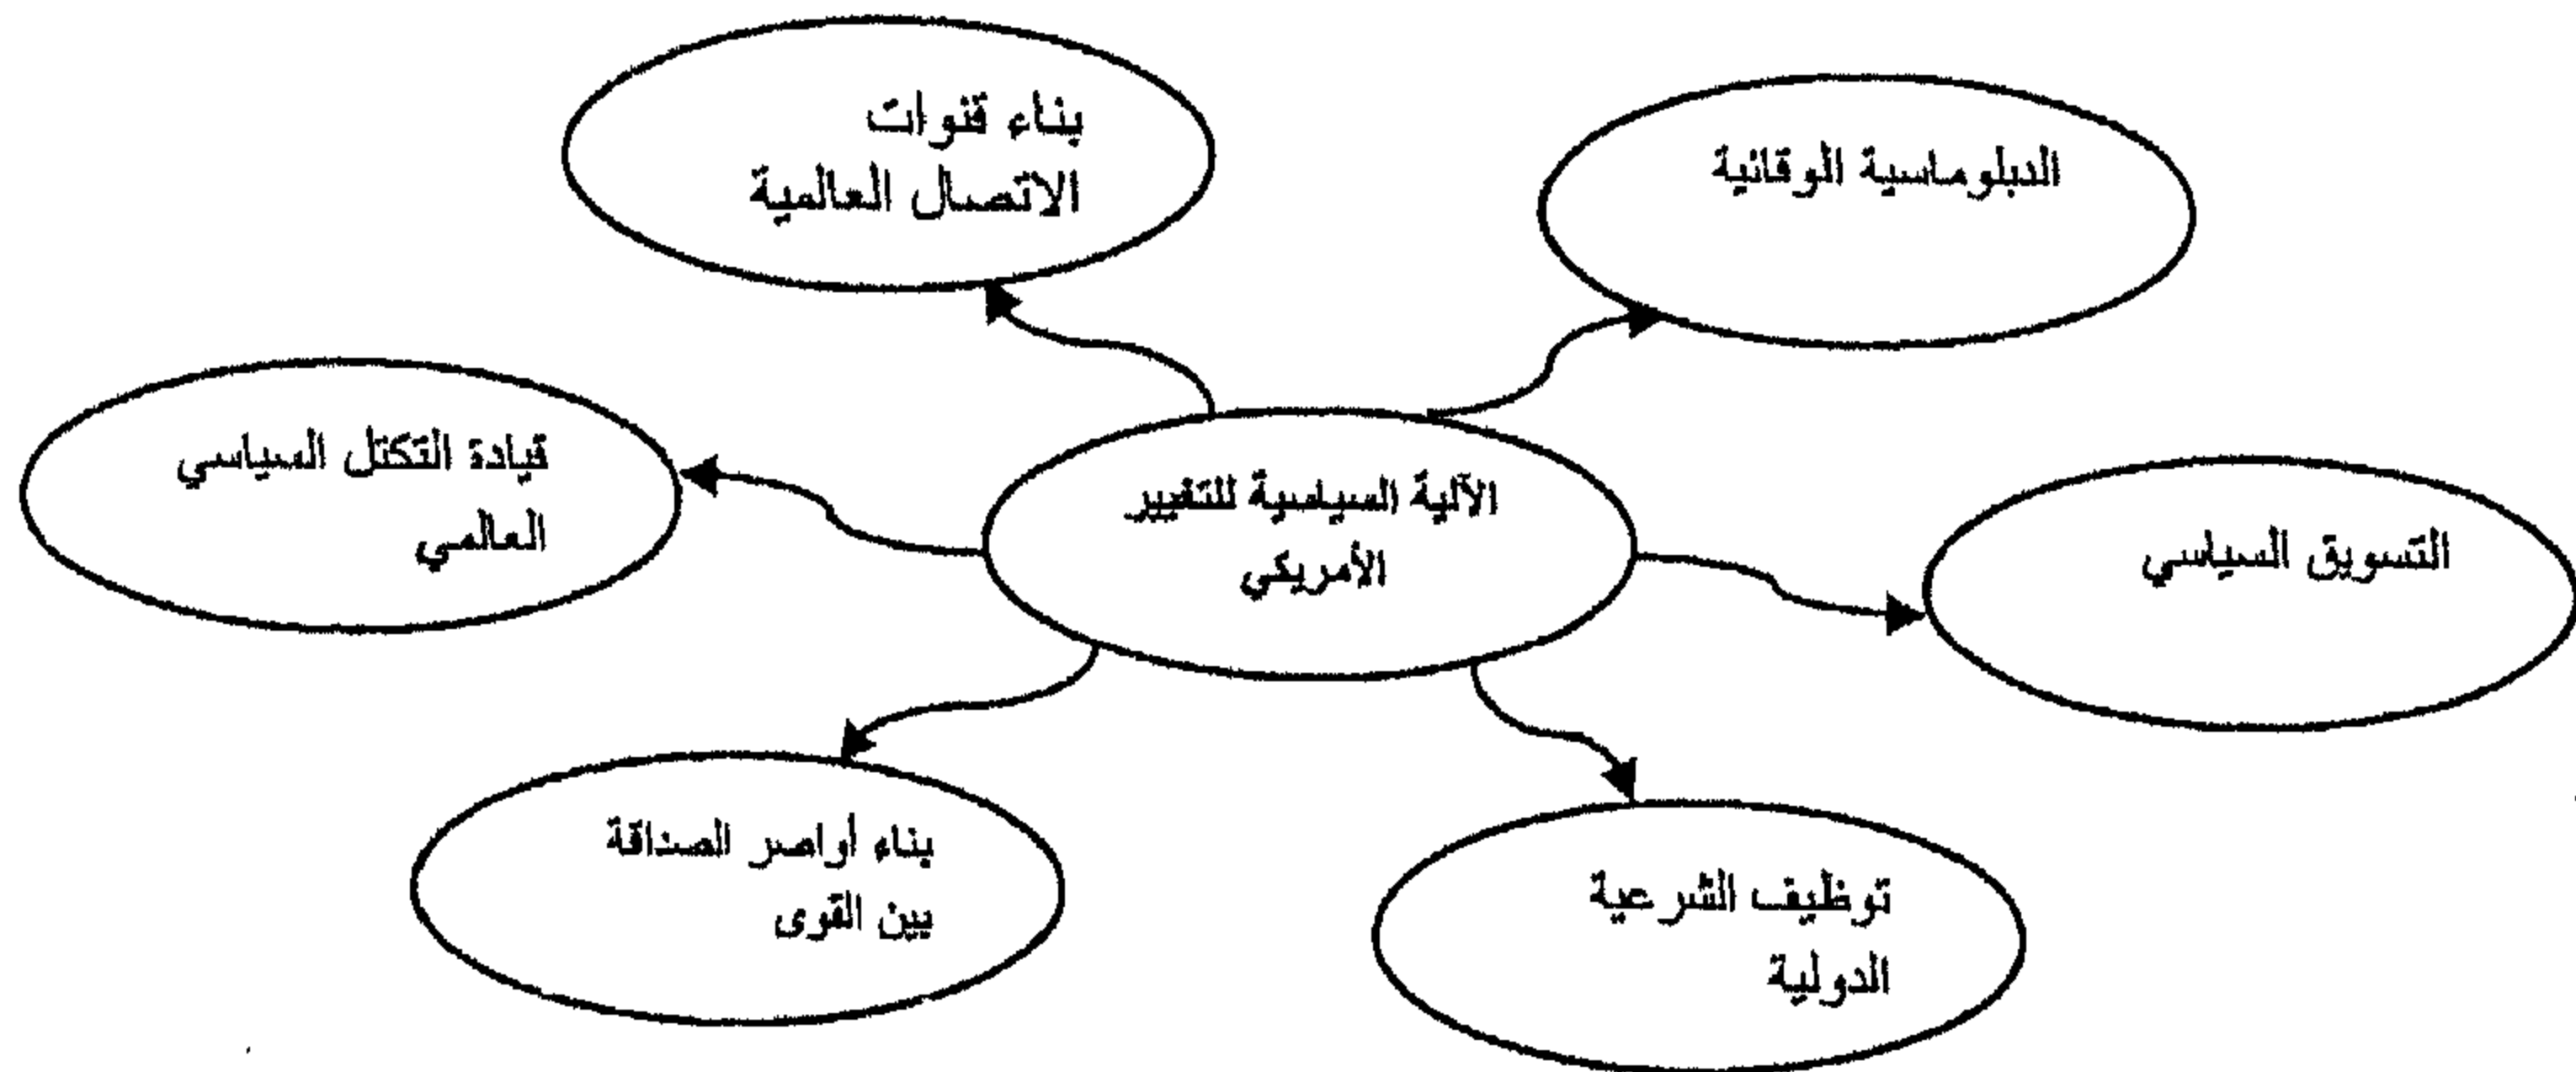 بناء قنوات
الاتصال العالمية
الدبلوماسية الوقائية
قيادة التكتل السياسي
العالمي
الآلية السياسية للتغيير
الأمريكي
التسويق السياسي
بناء أواصر الصداقة
بين القوى
توظيف الشرعية
الدولية